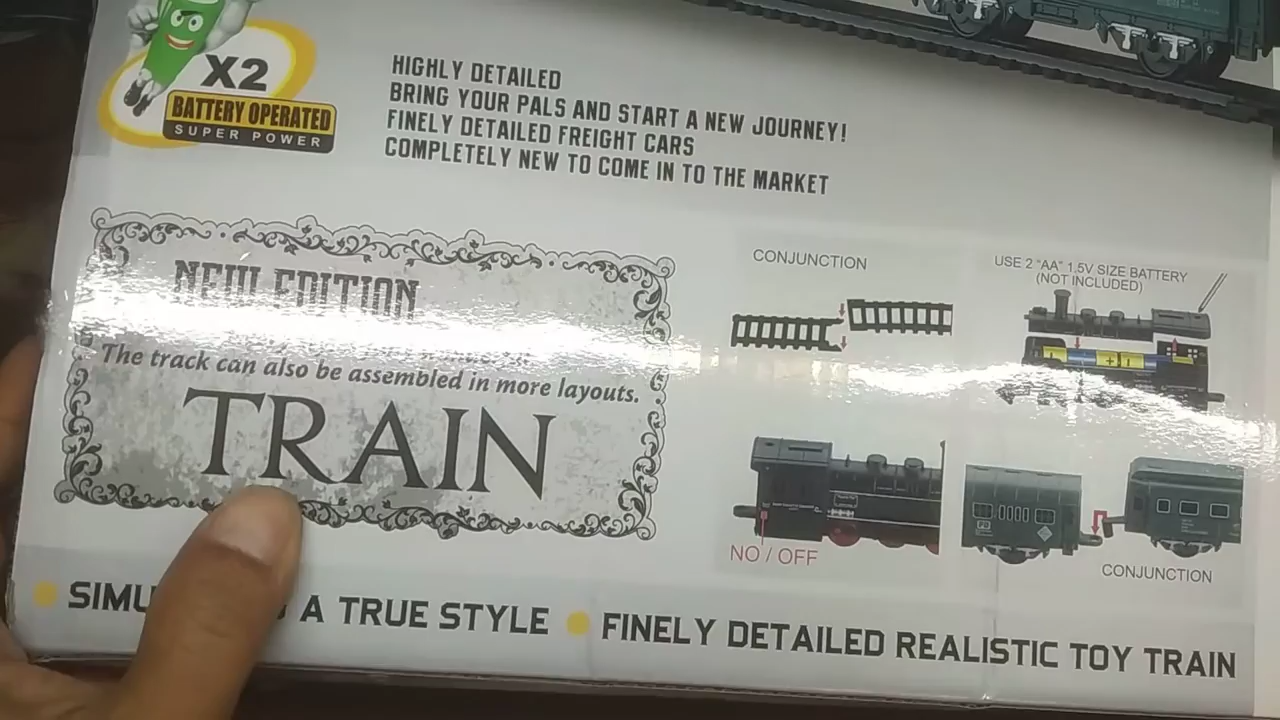 X2
BATTERY OPERATED
SUPER POWER
HIGHLY DETAILED
BRING YOUR PALS AND START A NEW JOURNEY!
FINELY DETAILED FREIGHT CARS
COMPLETELY NEW TO COME IN TO THE MARKET
NEW EDITION
The track can also be assembled in more layouts.
TRAIN
CONJUNCTION
USE 2 "AA" 1.5V SIZE BATTERY
(NOT INCLUDED)
NO / OFF
CONJUNCTION
A TRUE STYLE
FINELY DETAILED REALISTIC TOY TRAIN